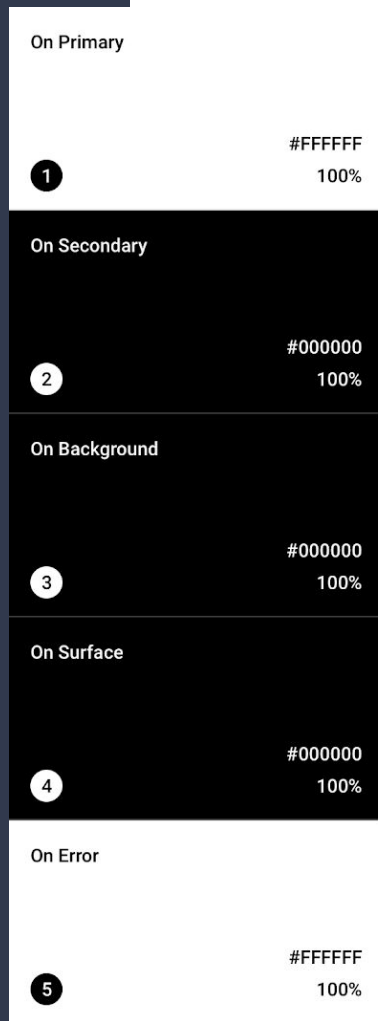 On Primary
#FFFFFF
1 100%
On Secondary
#000000
2 100%
On Background
#000000
3 100%
On Surface
#000000
4 100%
On Error
#FFFFFF
5 100%